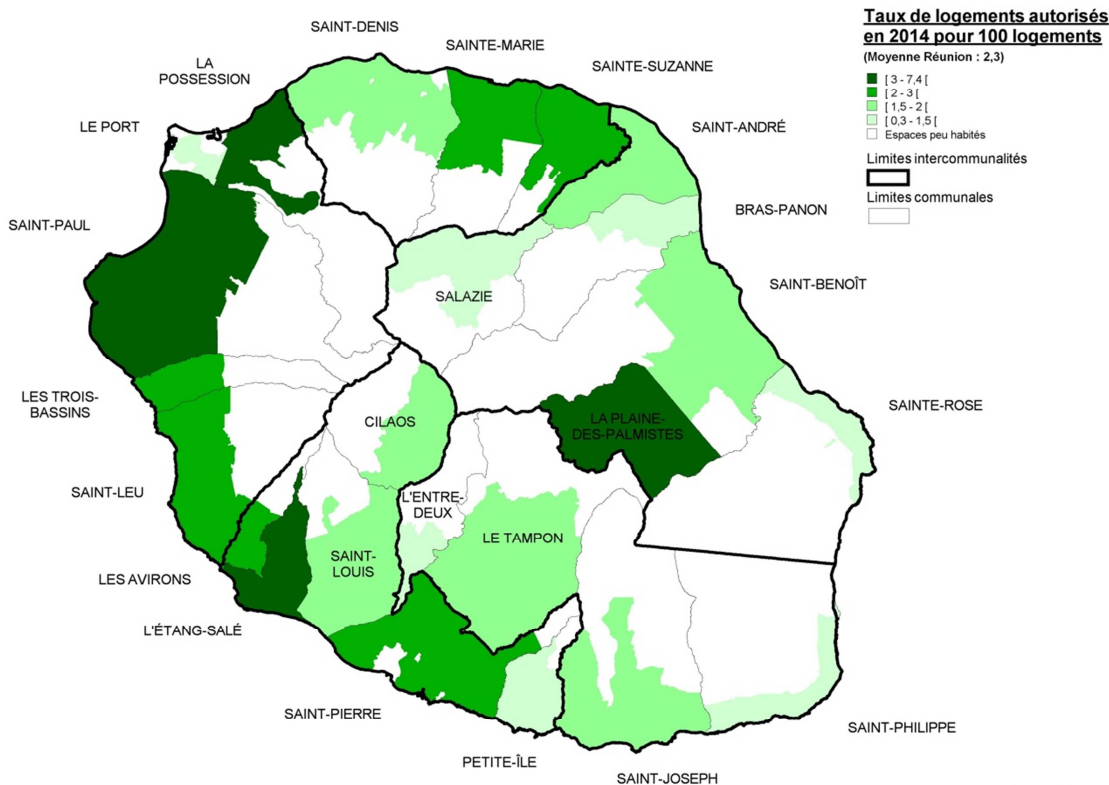 Taux de logements autorisés
en 2014 pour 100 logements
(Moyenne Réunion : 2,3)
[ 3 - 7,4 [
[ 2 - 3 [
[ 1,5 - 2 [
[ 0,3 - 1,5 [
Espaces peu habités
Limites intercommunalités
Limites communales
SAINT-DENIS
SAINTE-MARIE
SAINTE-SUZANNE
LA
POSSESSION
LE PORT
SAINT-ANDRÉ
BRAS-PANON
SAINT-PAUL
SAINT-BENOÎT
SALAZIE
LES TROIS-
BASSINS
SAINTE-ROSE
CILAOS
LA PLAINE-
DES-PALMISTES
SAINT-LEU
L'ENTRE-
DEUX
LE TAMPON
SAINT-
LOUIS
LES AVIRONS
L'ÉTANG-SALÉ
SAINT-PIERRE
SAINT-PHILIPPE
PETITE-ÎLE
SAINT-JOSEPH